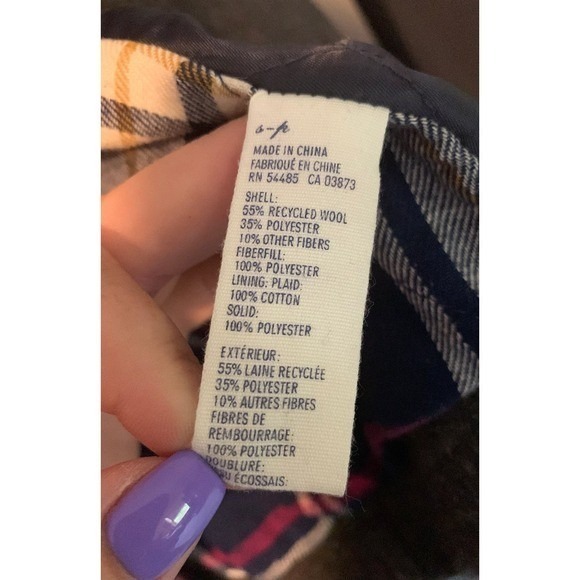 MADE IN CHINA
FABRIQUÉ EN CHINE
RN 54485 CA 03873
SHELL:
55% RECYCLED WOOL
35% POLYESTER
10% OTHER FIBERS
FIBERFILL:
100% POLYESTER
LINING; PLAID:
100% COTTON
SOLID:
100% POLYESTER
EXTÉRIEUR:
55% LAINE RECYCLÉE
35% POLYESTER
10% AUTRES FIBRES
FIBRES DE
REMBOURRAGE:
100% POLYESTER
DOUBLURE:
ÉCOSSAIS: